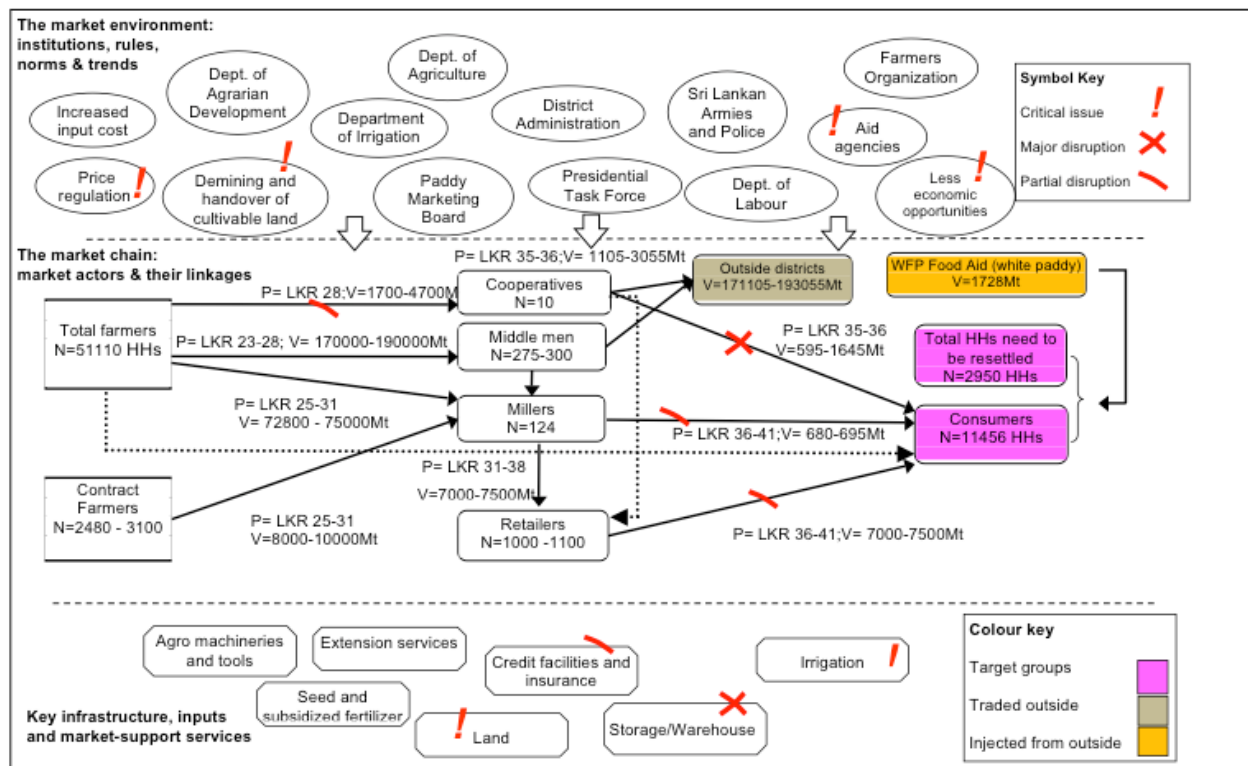 The market environment:
institutions, rules,
norms & trends
Increased
input cost
Dept. of
Agrarian
Development
Dept. of
Agriculture
Department
of Irrigation
District
Administration
Sri Lankan
Armies
and Police
Farmers
Organization
Aid
agencies
Price
regulation
Demining and
handover of
cultivable land
Paddy
Marketing
Board
Presidential
Task Force
Dept. of
Labour
Less
economic
opportunities
Symbol Key
Critical issue
Major disruption
Partial disruption
The market chain:
market actors & their linkages
P= LKR 35-36;V= 1105-3055Mt
P= LKR 28;V=1700-4700M
Cooperatives
N=10
Outside districts
V=171105-193055Mt
WFP Food Aid (white paddy)
V=1728Mt
Total farmers
N=51110 HHs
P= LKR 23-28; V= 170000-190000Mt
Middle men
N=275-300
P= LKR 35-36
V=595-1645Mt
Total HHs need to
be resettled
N=2950 HHs
P= LKR 25-31
V= 72800 - 75000Mt
Millers
N=124
P= LKR 36-41;V= 680-695Mt
Consumers
N=11456 HHs
P= LKR 31-38
V=7000-7500Mt
Contract
Farmers
N=2480 - 3100
P= LKR 25-31
V=8000-10000Mt
Retailers
N=1000 -1100
P= LKR 36-41;V= 7000-7500Mt
Agro machineries
and tools
Extension services
Credit facilities and
insurance
Irrigation
Seed and
subsidized fertilizer
Land
Storage/Warehouse
Key infrastructure, inputs
and market-support services
Colour key
Target groups
Traded outside
Injected from outside